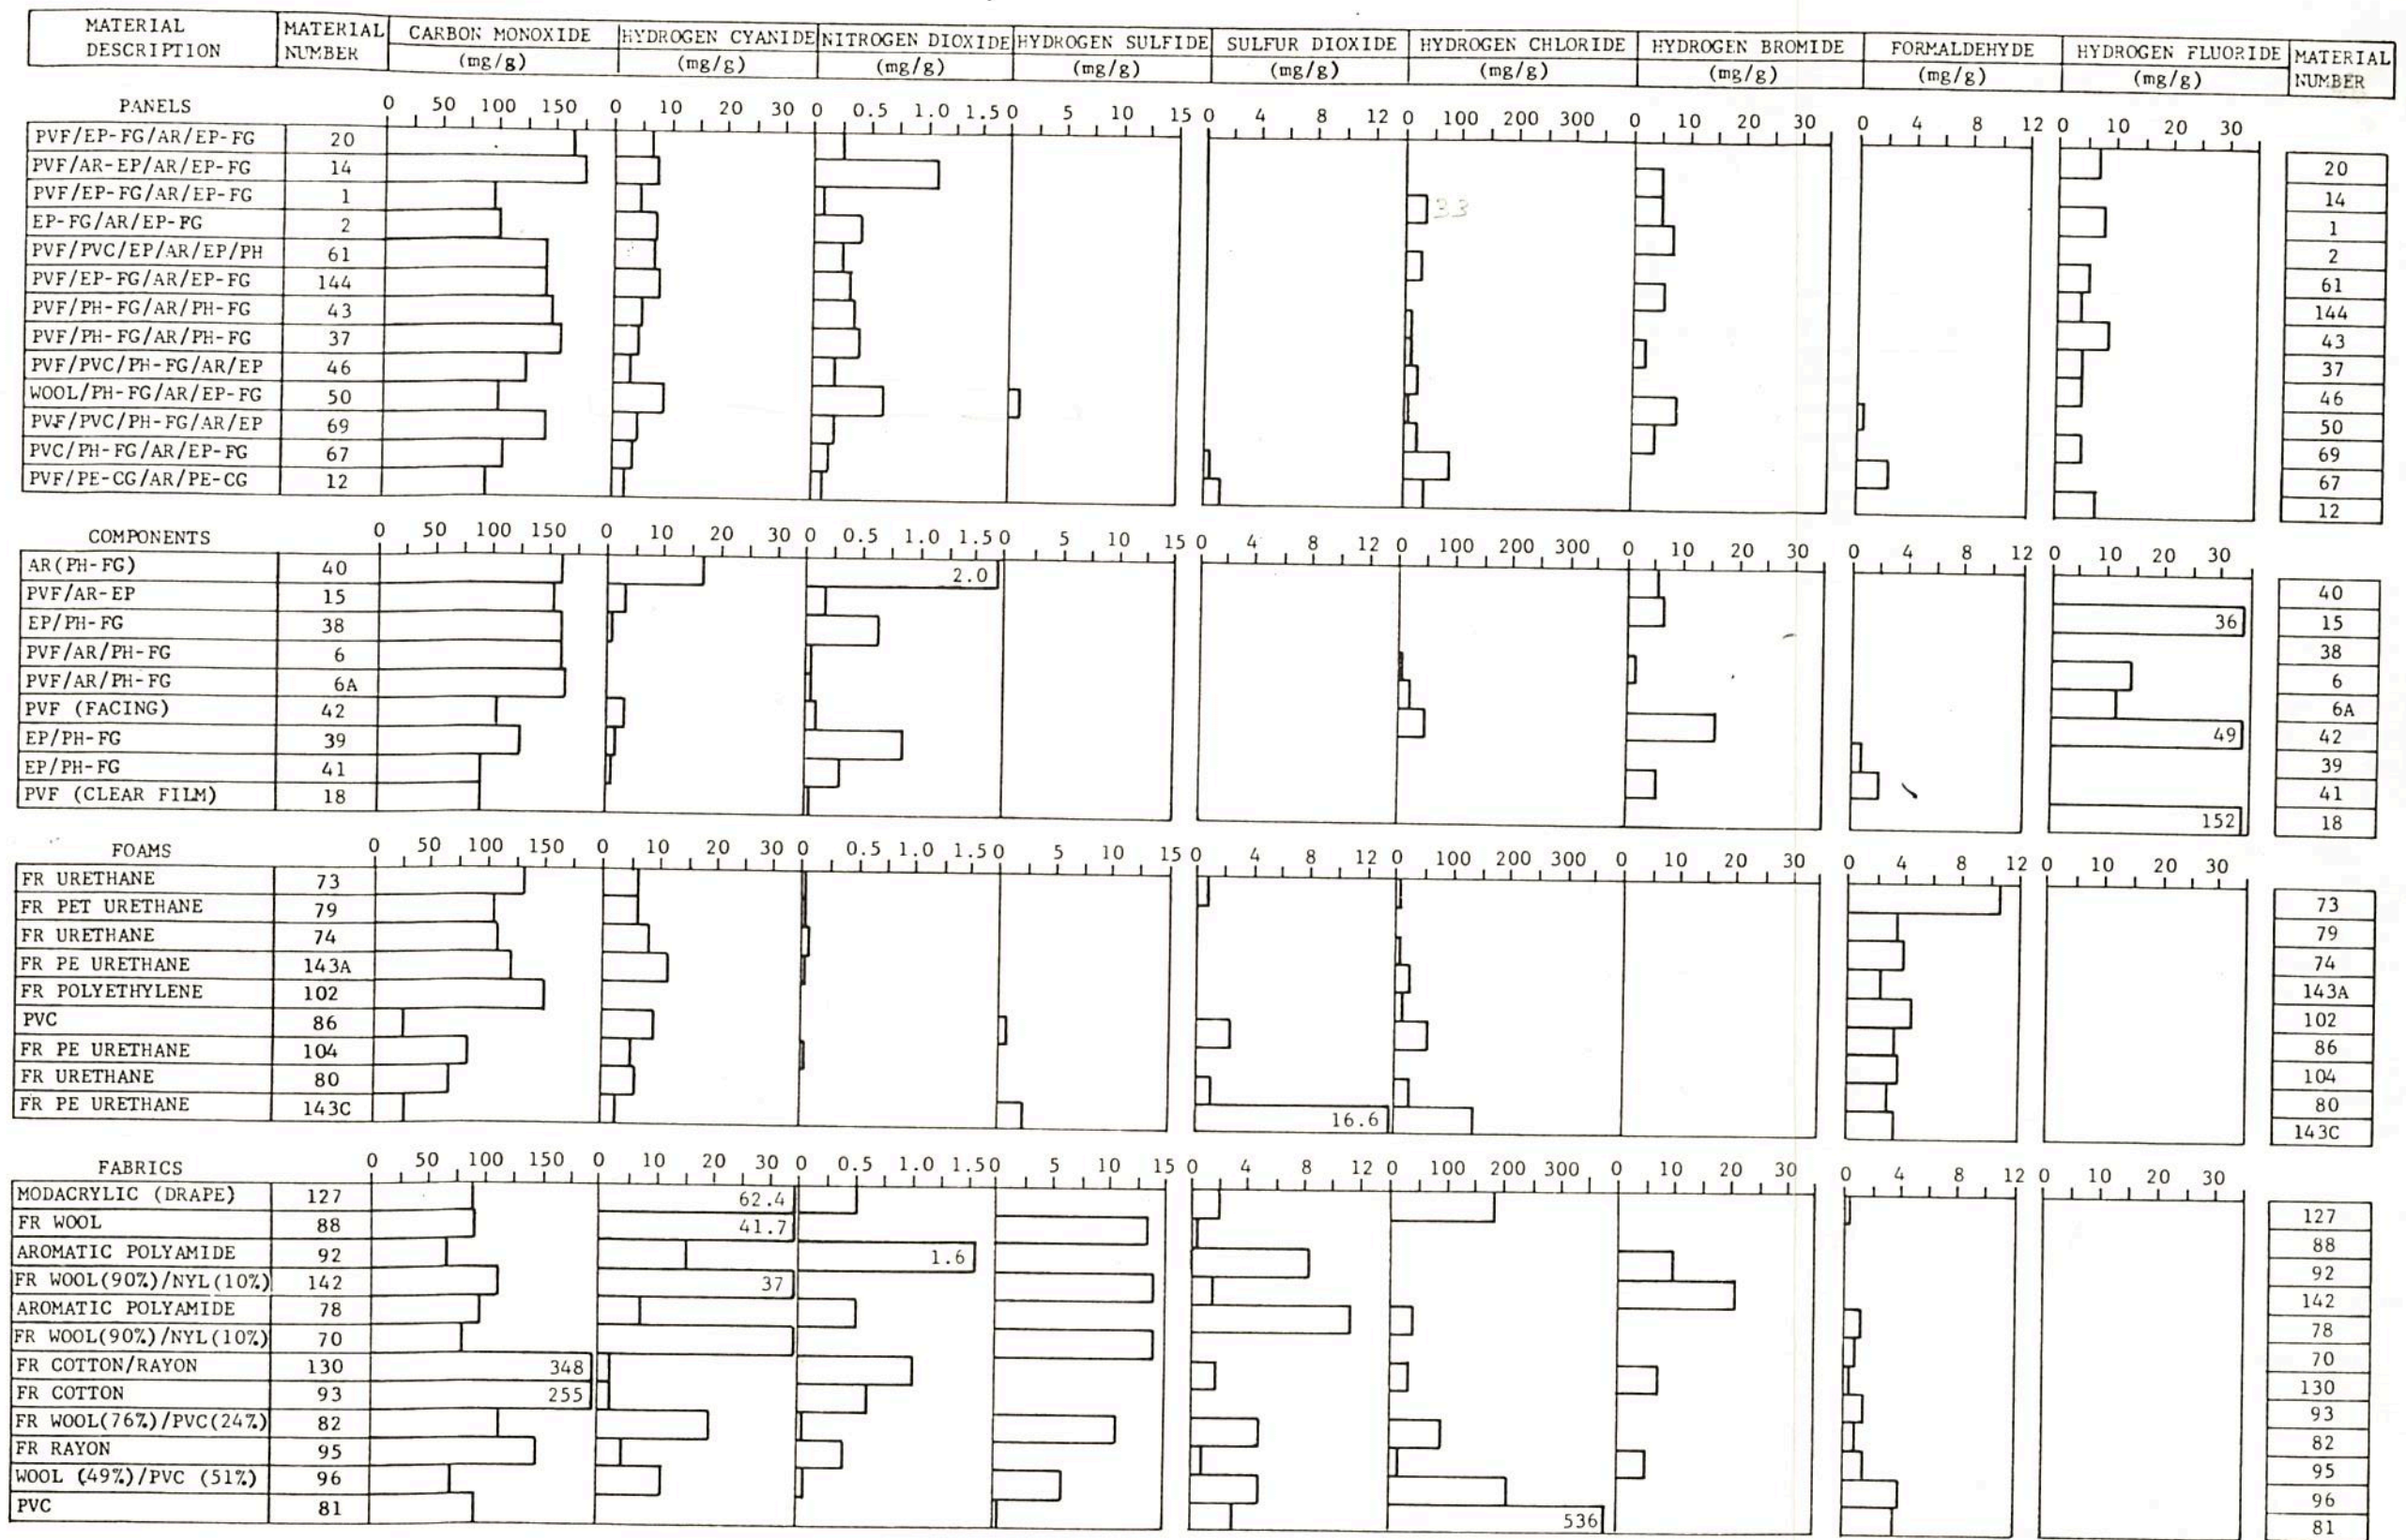 MATERIAL DESCRIPTION MATERIAL NUMBER CARBON MONOXIDE (mg/g) HYDROGEN CYANIDE (mg/g) NITROGEN DIOXIDE (mg/g) HYDROGEN SULFIDE (mg/g) SULFUR DIOXIDE (mg/g) HYDROGEN CHLORIDE (mg/g) HYDROGEN BROMIDE (mg/g) FORMALDEHYDE (mg/g) HYDROGEN FLUORIDE (mg/g) MATERIAL NUMBER
PANELS 0 50 100 150 0 10 20 30 0 0.5 1.0 1.5 0 5 10 15 0 4 8 12 0 100 200 300 0 10 20 30 0 4 8 12 0 10 20 30
PVF/EP-FG/AR/EP-FG 20 20
PVF/AR-EP/AR/EP-FG 14 14
PVF/EP-FG/AR/EP-FG 1 33 1
EP-FG/AR/EP-FG 2 2
PVF/PVC/EP/AR/EP/PH 61 61
PVF/EP-FG/AR/EP-FG 144 144
PVF/PH-FG/AR/PH-FG 43 43
PVF/PH-FG/AR/PH-FG 37 37
PVF/PVC/PH-FG/AR/EP 46 46
WOOL/PH-FG/AR/EP-FG 50 50
PVF/PVC/PH-FG/AR/EP 69 69
PVC/PH-FG/AR/EP-FG 67 67
PVF/PE-CG/AR/PE-CG 12 12
COMPONENTS 0 50 100 150 0 10 20 30 0 0.5 1.0 1.5 0 5 10 15 0 4 8 12 0 100 200 300 0 10 20 30 0 4 8 12 0 10 20 30
AR(PH-FG) 40 2.0 40
PVF/AR-EP 15 36 15
EP/PH-FG 38 38
PVF/AR/PH-FG 6 6
PVF/AR/PH-FG 6A 6A
PVF (FACING) 42 49 42
EP/PH-FG 39 39
EP/PH-FG 41 41
PVF (CLEAR FILM) 18 152 18
FOAMS 0 50 100 150 0 10 20 30 0 0.5 1.0 1.5 0 5 10 15 0 4 8 12 0 100 200 300 0 10 20 30 0 4 8 12 0 10 20 30
FR URETHANE 73 73
FR PET URETHANE 79 79
FR URETHANE 74 74
FR PE URETHANE 143A 143A
FR POLYETHYLENE 102 102
PVC 86 86
FR PE URETHANE 104 104
FR URETHANE 80 80
FR PE URETHANE 143C 16.6 143C
FABRICS 0 50 100 150 0 10 20 30 0 0.5 1.0 1.5 0 5 10 15 0 4 8 12 0 100 200 300 0 10 20 30 0 4 8 12 0 10 20 30
MODACRYLIC (DRAPE) 127 62.4 127
FR WOOL 88 41.7 88
AROMATIC POLYAMIDE 92 1.6 92
FR WOOL(90%)/NYL(10%) 142 37 142
AROMATIC POLYAMIDE 78 78
FR WOOL(90%)/NYL(10%) 70 70
FR COTTON/RAYON 130 348 130
FR COTTON 93 255 93
FR WOOL(76%)/PVC(24%) 82 82
FR RAYON 95 95
WOOL (49%)/PVC (51%) 96 96
PVC 81 536 81